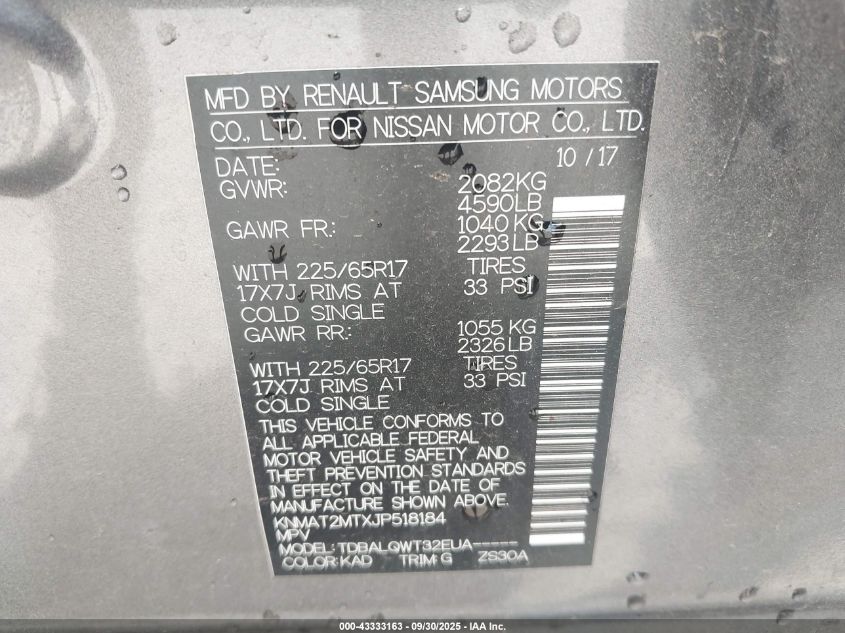 MFD BY RENAULT SAMSUNG MOTORS
CO., LTD. FOR NISSAN MOTOR CO., LTD.
DATE: 10 / 17
GVWR: 2082KG
4590LB
GAWR FR.: 1040 KG
2293 LB
WITH 225/65R17 TIRES
17X7J RIMS AT 33 PSI
COLD SINGLE
GAWR RR.: 1055 KG
2326 LB
WITH 225/65R17 TIRES
17X7J RIMS AT 33 PSI
COLD SINGLE
THIS VEHICLE CONFORMS TO
ALL APPLICABLE FEDERAL
MOTOR VEHICLE SAFETY AND
THEFT PREVENTION STANDARDS
IN EFFECT ON THE DATE OF
MANUFACTURE SHOWN ABOVE.
KNMAT2MTXJP518184
MPV
MODEL: TDBALQWT32EUA-----
COLOR: KAD TRIM: G ZS30A
000-43333163 - 09/30/2025 - IAA Inc.